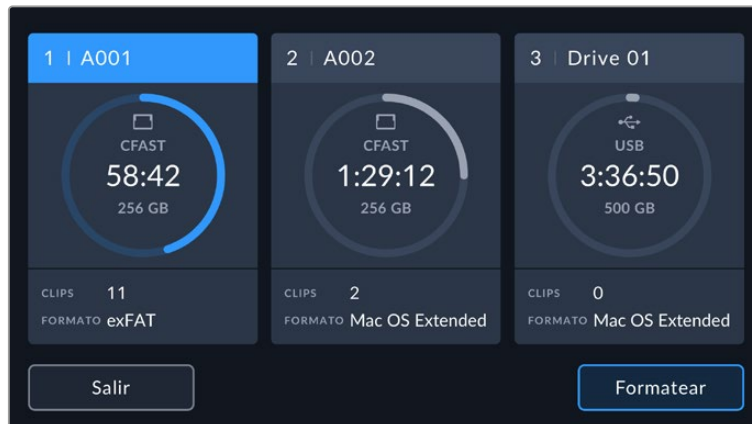 1 | A001
CFAST
58:42
256 GB
CLIPS 11
FORMATO exFAT
2 | A002
CFAST
1:29:12
256 GB
CLIPS 2
FORMATO Mac OS Extended
3 | Drive 01
USB
3:36:50
500 GB
CLIPS 0
FORMATO Mac OS Extended
Salir
Formatear